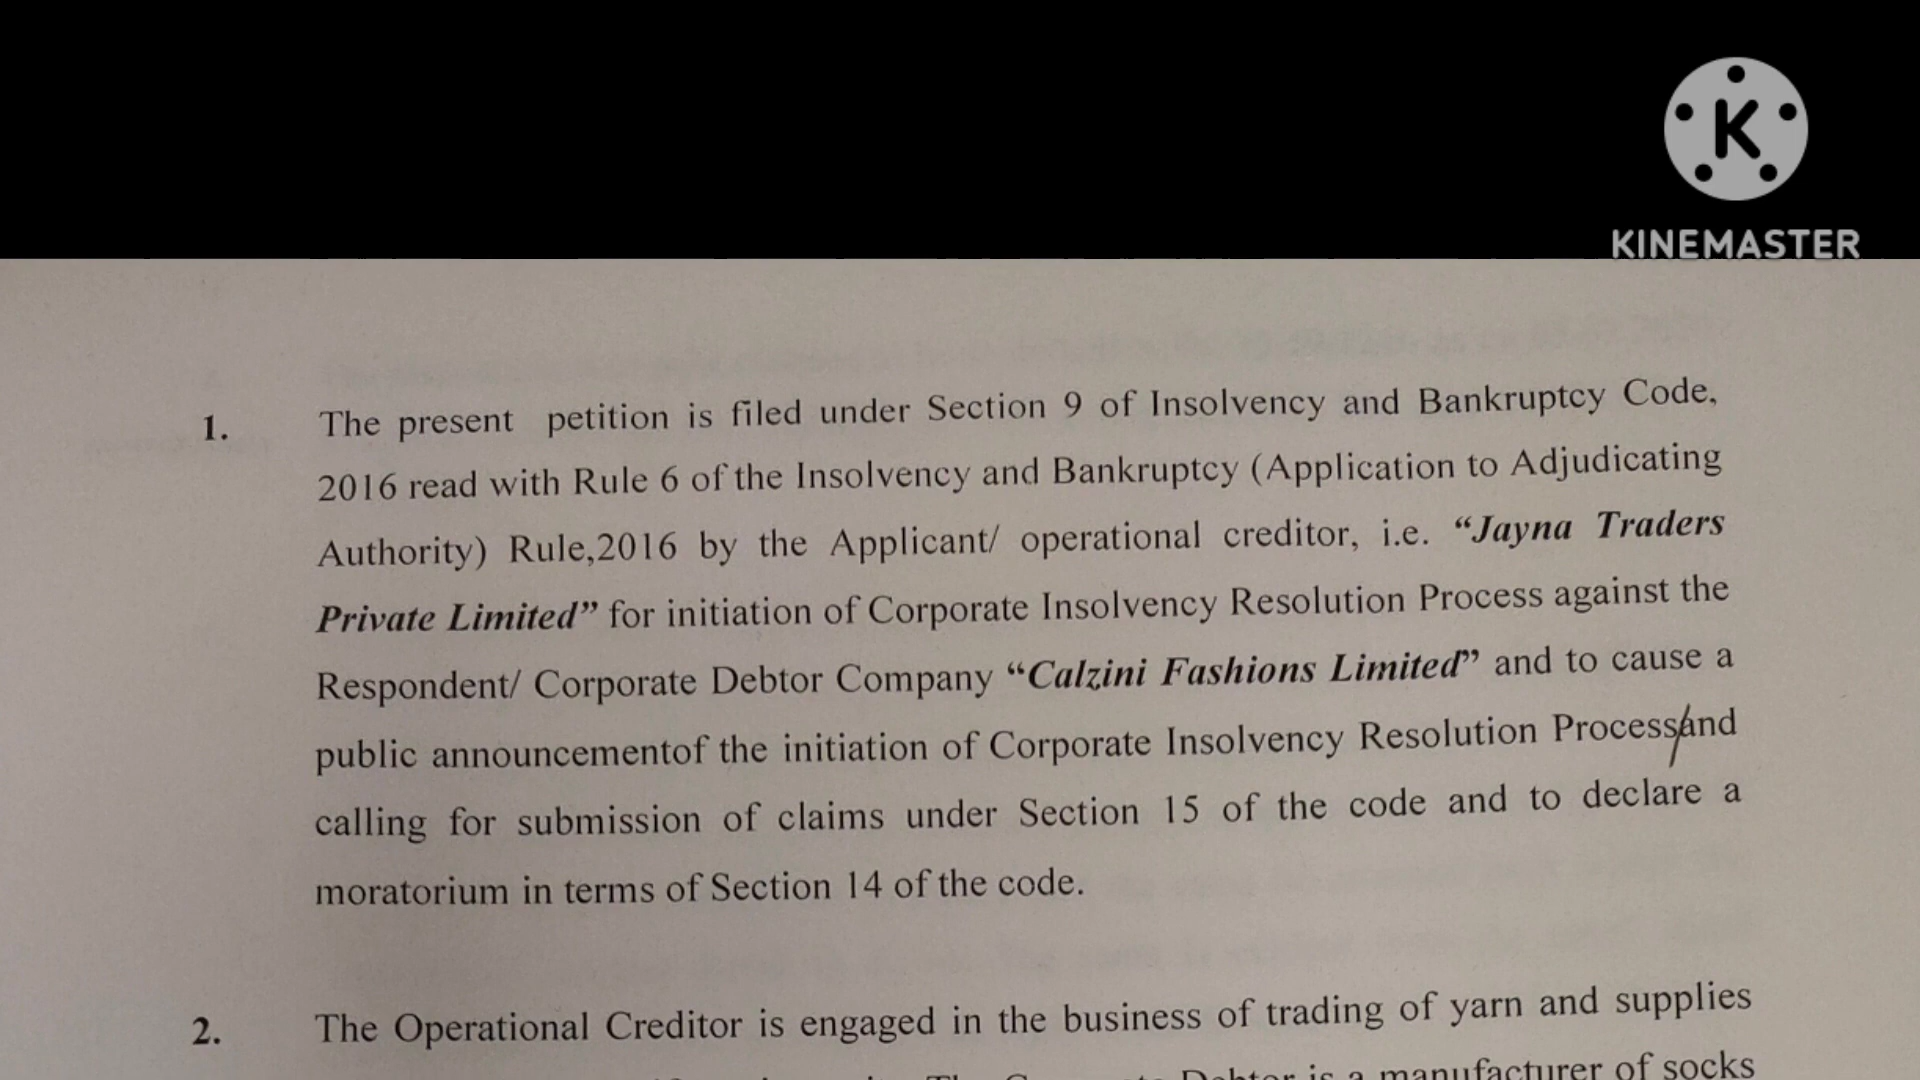 K
KINEMASTER
1. The present petition is filed under Section 9 of Insolvency and Bankruptcy Code,
2016 read with Rule 6 of the Insolvency and Bankruptcy (Application to Adjudicating
Authority) Rule,2016 by the Applicant/ operational creditor, i.e. “Jayna Traders
Private Limited” for initiation of Corporate Insolvency Resolution Process against the
Respondent/ Corporate Debtor Company “Calzini Fashions Limited” and to cause a
public announcementof the initiation of Corporate Insolvency Resolution Process/and
calling for submission of claims under Section 15 of the code and to declare a
moratorium in terms of Section 14 of the code.
2. The Operational Creditor is engaged in the business of trading of yarn and supplies
Debtor is a manufacturer of socks